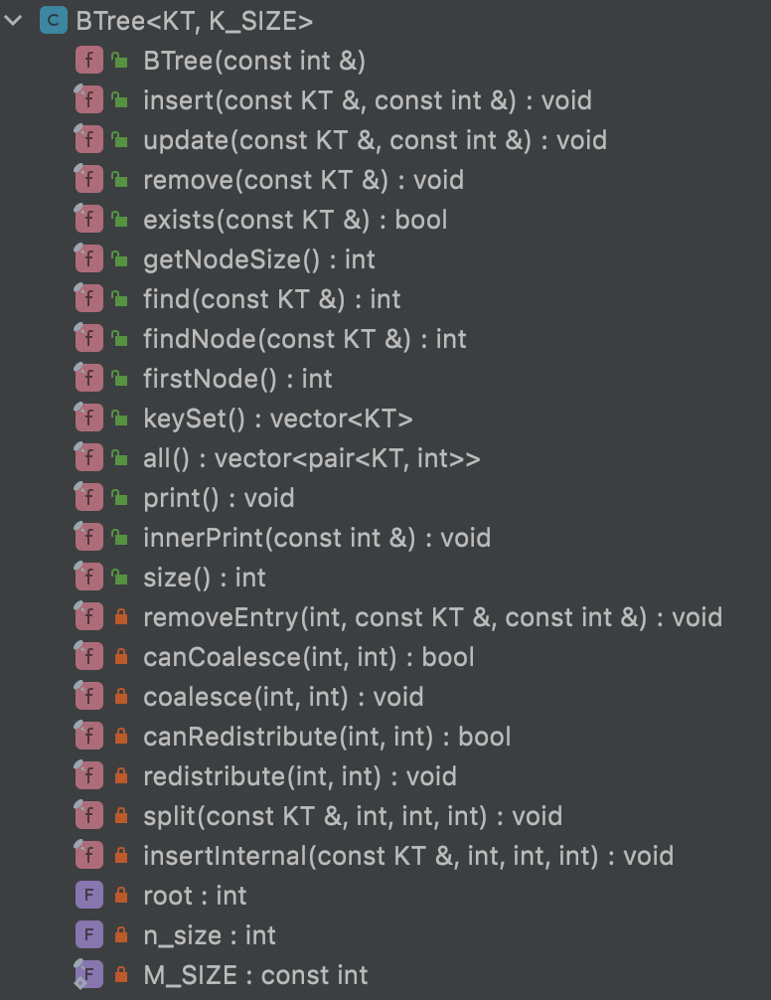 C BTree<KT, K_SIZE>
f BTree(const int &)
f insert(const KT &, const int &) : void
f update(const KT &, const int &) : void
f remove(const KT &) : void
f exists(const KT &) : bool
f getNodeSize() : int
f find(const KT &) : int
f findNode(const KT &) : int
f firstNode() : int
f keySet() : vector<KT>
f all() : vector<pair<KT, int>>
f print() : void
f innerPrint(const int &) : void
f size() : int
f removeEntry(int, const KT &, const int &) : void
f canCoalesce(int, int) : bool
f coalesce(int, int) : void
f canRedistribute(int, int) : bool
f redistribute(int, int) : void
f split(const KT &, int, int, int) : void
f insertInternal(const KT &, int, int, int) : void
F root : int
F n_size : int
F M_SIZE : const int